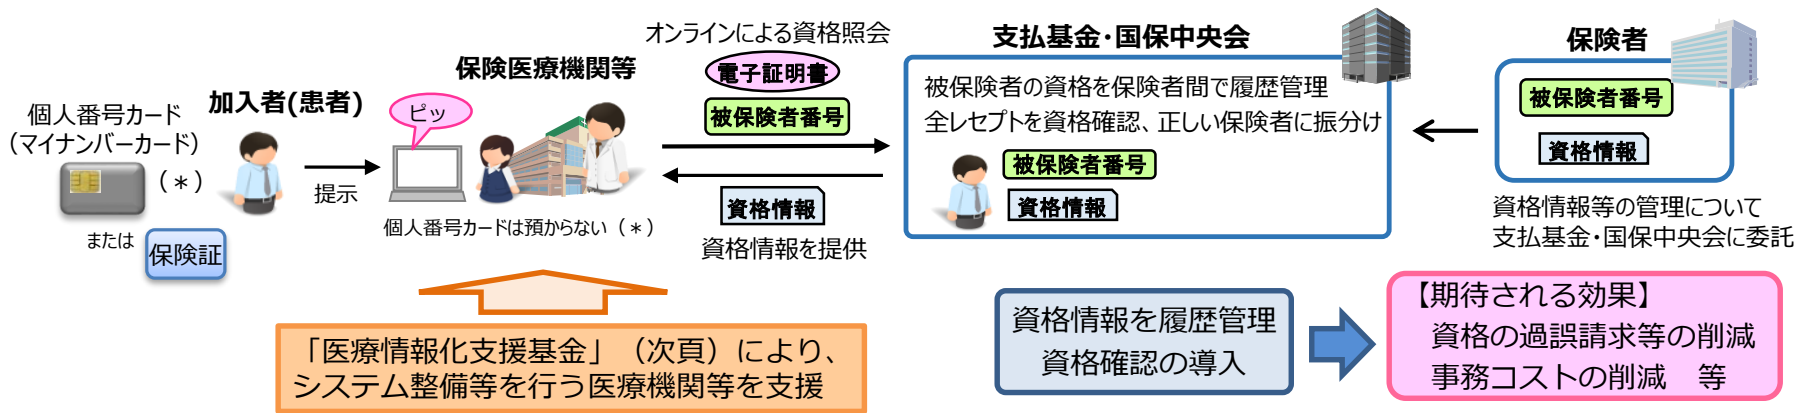 個人番号カード
（マイナンバーカード）
（＊）
または
保険証
加入者(患者)
提示
保険医療機関等
ピッ
個人番号カードは預からない（＊）
オンラインによる資格照会
電子証明書
被保険者番号
資格情報
資格情報を提供
支払基金・国保中央会
被保険者の資格を保険者間で履歴管理
全レセプトを資格確認、正しい保険者に振分け
被保険者番号
資格情報
保険者
被保険者番号
資格情報
資格情報等の管理について
支払基金・国保中央会に委託
「医療情報化支援基金」（次頁）により、
システム整備等を行う医療機関等を支援
資格情報を履歴管理
資格確認の導入
【期待される効果】
資格の過誤請求等の削減
事務コストの削減　等